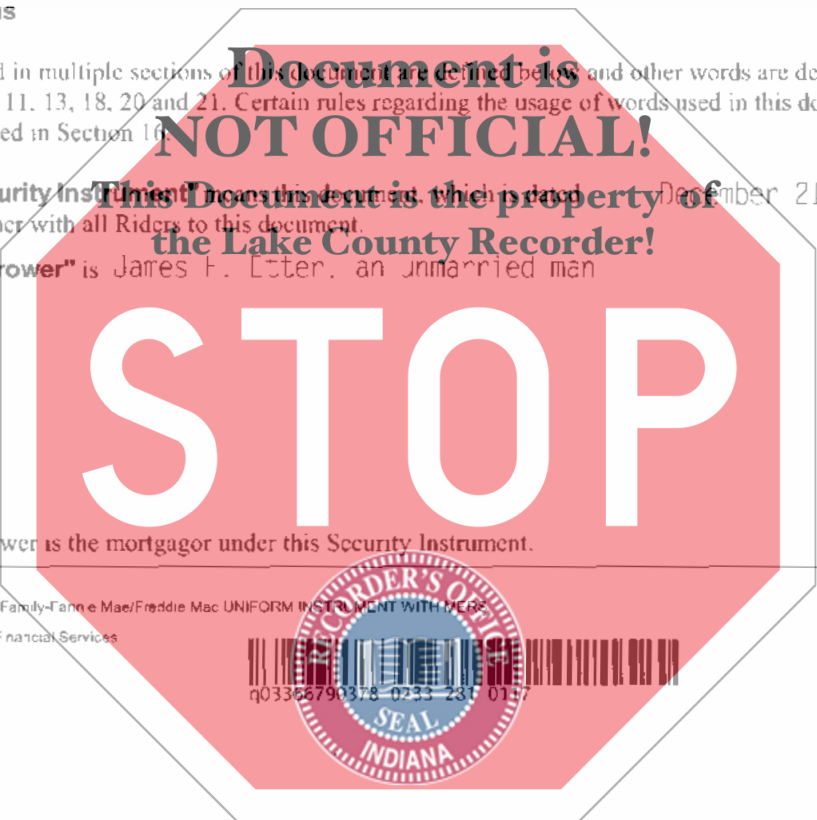 d in multiple sections of this document are defined below and other words are de
11, 13, 18, 20 and 21. Certain rules regarding the usage of words used in this do
ed in Section 16.
Document is
NOT OFFICIAL!
This Document is the property of
the Lake County Recorder!
urity Instrument" means this document, which is dated December 21
her with all Riders to this document.
rower" is James an unmarried man
STOP
wer is the mortgagor under this Security Instrument.
Family-Fannie Mae/Freddie Mac UNIFORM INSTRUMENT WITH MERS
Financial Services
RECORDER'S OFFICE
SEAL
INDIANA
0233 281